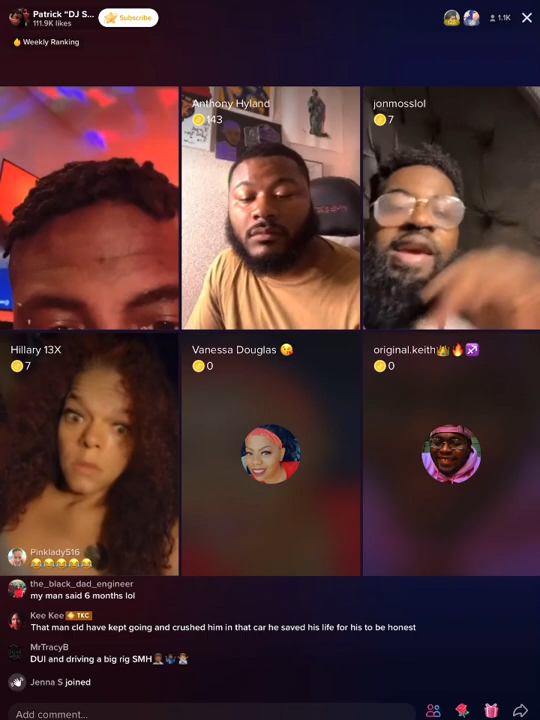 Patrick "DJ S...
111.9K likes
Subscribe
1.1K
Weekly Ranking
Anthony Hyland
143
jonmosslol
7
Hillary 13X
7
Vanessa Douglas 😘
0
original.keith👑🔥♐
0
Pinklady516
😂😂😂😂😂
the_black_dad_engineer
my man said 6 months lol
Kee Kee TKC
That man cld have kept going and crushed him in that car he saved his life for his to be honest
MrTracyB
DUI and driving a big rig SMH
Jenna S joined
Add comment...